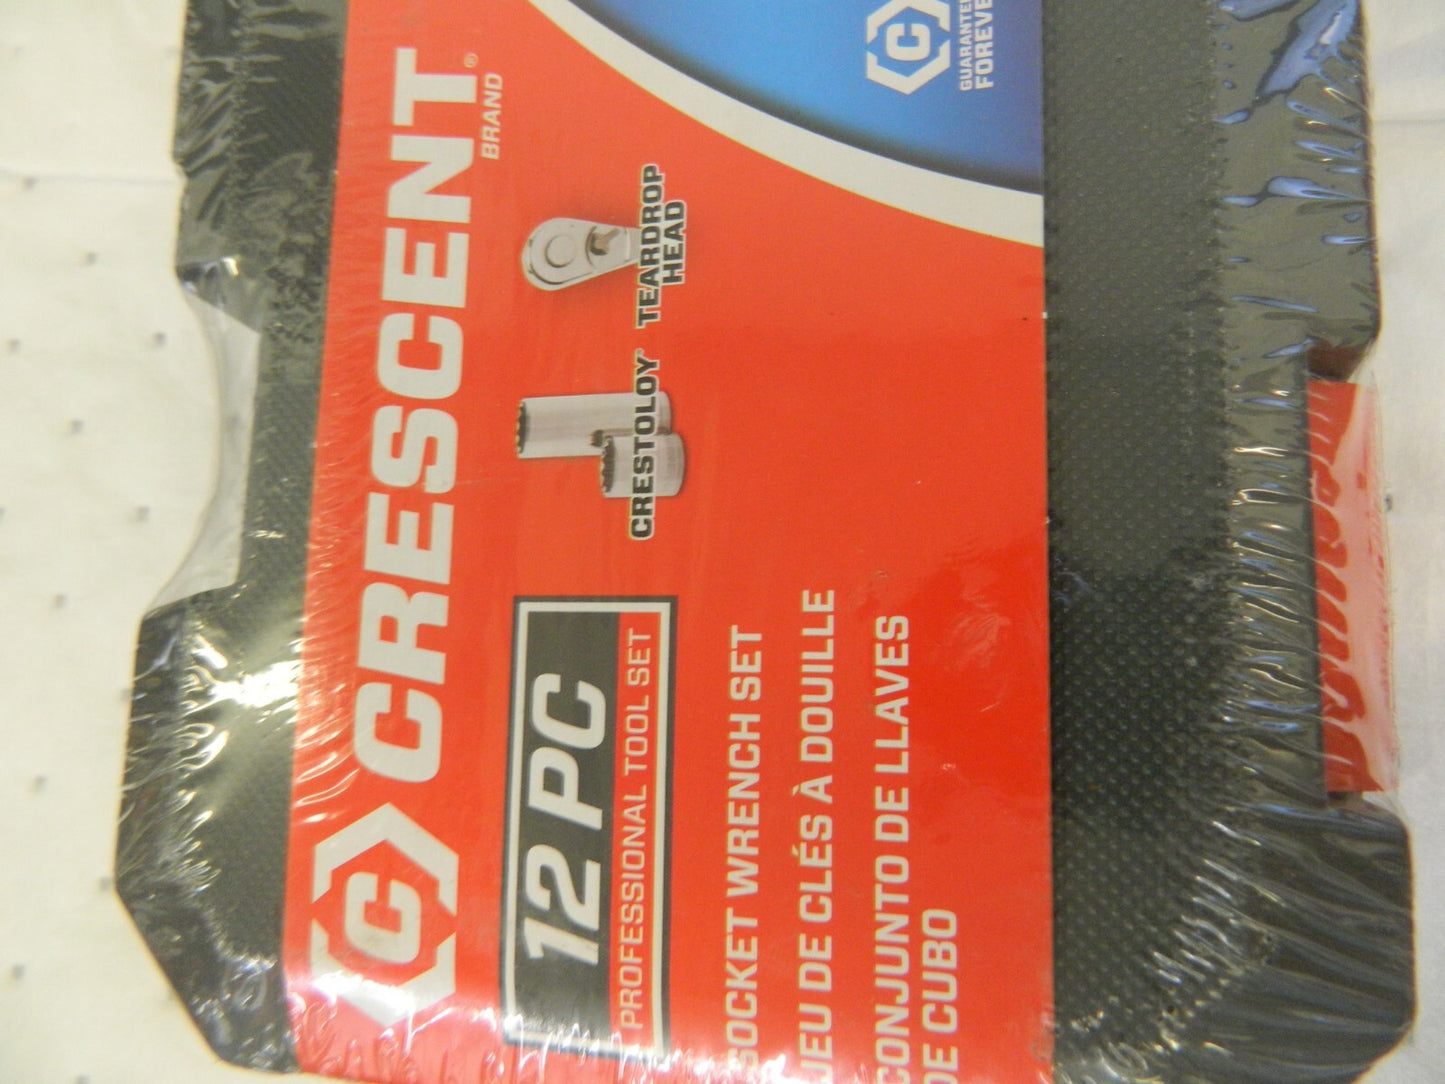 CRESCENT®
BRAND
CRESTOLOY
TEARDROP
HEAD
12 PC
PROFESSIONAL TOOL SET
SOCKET WRENCH SET
JEU DE CLÉS À DOUILLE
CONJUNTO DE LLAVES
DE CUBO
C
GUARANTEED
FOREVE